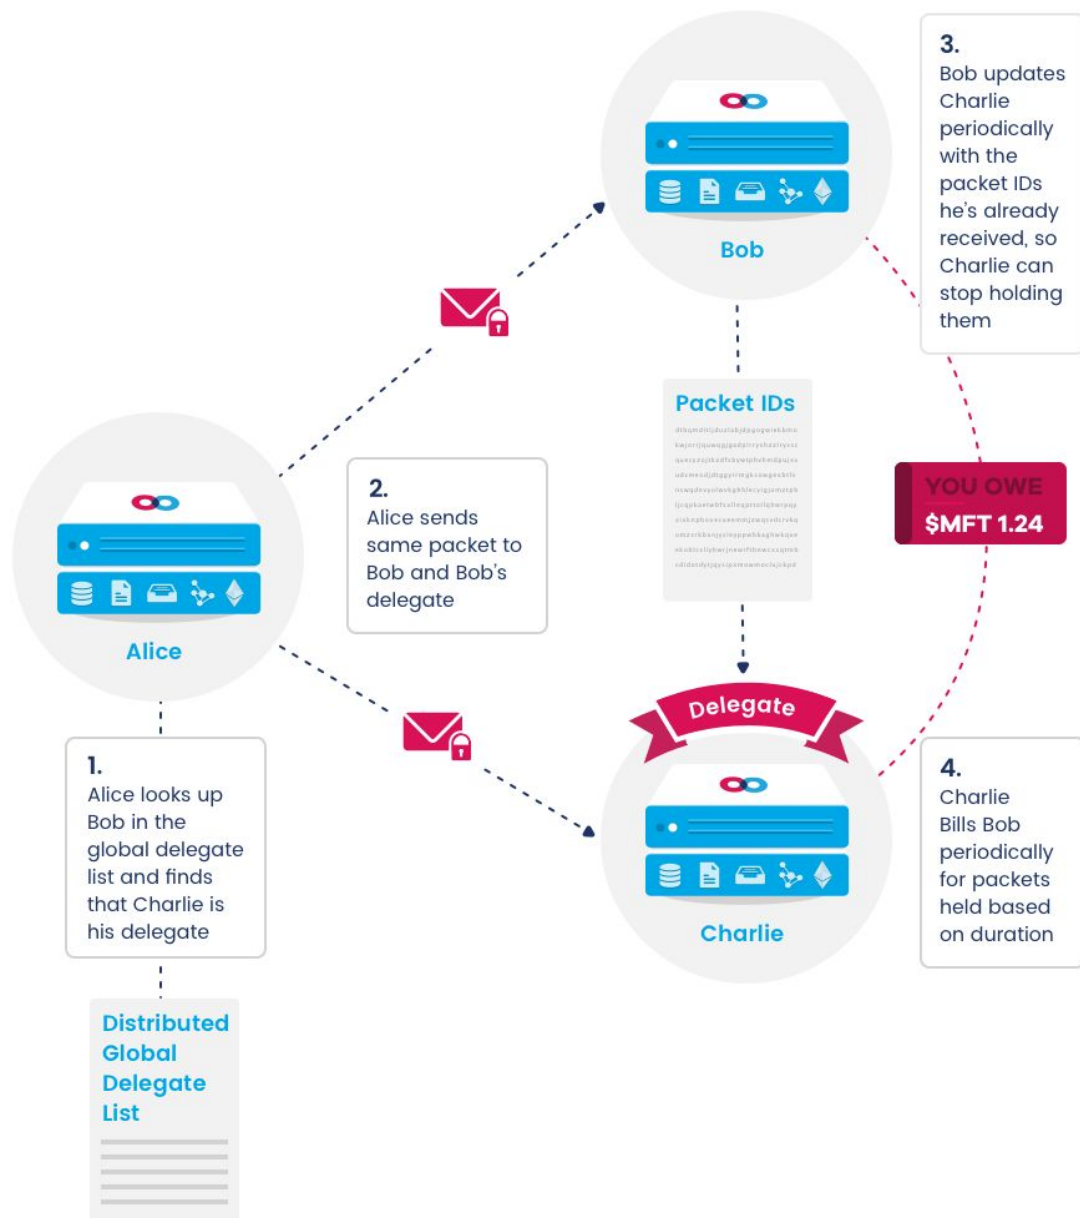 Bob
3.
Bob updates
Charlie
periodically
with the
packet IDs
he's already
received, so
Charlie can
stop holding
them
Packet IDs
YOU OWE
$MFT 1.24
2.
Alice sends
same packet to
Bob and Bob's
delegate
Alice
Delegate
Charlie
1.
Alice looks up
Bob in the
global delegate
list and finds
that Charlie is
his delegate
4.
Charlie
Bills Bob
periodically
for packets
held based
on duration
Distributed
Global
Delegate
List